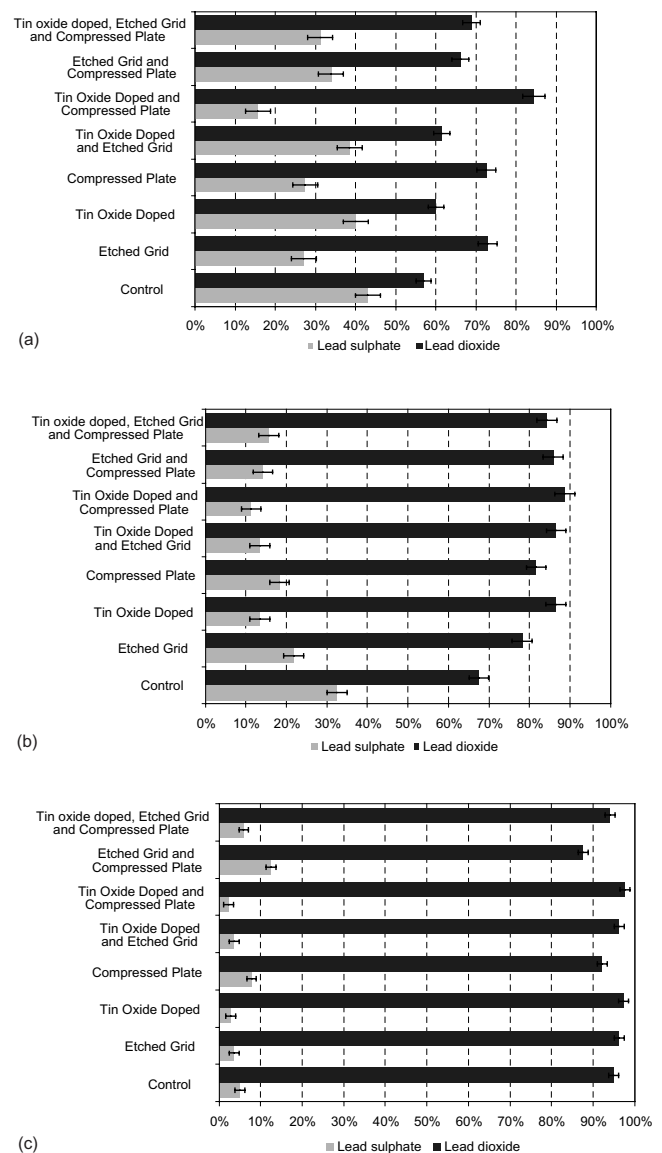 Tin oxide doped, Etched Grid
and Compressed Plate
Etched Grid and
Compressed Plate
Tin Oxide Doped and
Compressed Plate
Tin Oxide Doped
and Etched Grid
Compressed Plate
Tin Oxide Doped
Etched Grid
Control
0% 10% 20% 30% 40% 50% 60% 70% 80% 90% 100%
(a)
Lead sulphate Lead dioxide
Tin oxide doped, Etched Grid
and Compressed Plate
Etched Grid and
Compressed Plate
Tin Oxide Doped and
Compressed Plate
Tin Oxide Doped
and Etched Grid
Compressed Plate
Tin Oxide Doped
Etched Grid
Control
0% 10% 20% 30% 40% 50% 60% 70% 80% 90% 100%
(b)
Lead sulphate Lead dioxide
Tin oxide doped, Etched Grid
and Compressed Plate
Etched Grid and
Compressed Plate
Tin Oxide Doped and
Compressed Plate
Tin Oxide Doped
and Etched Grid
Compressed Plate
Tin Oxide Doped
Etched Grid
Control
0% 10% 20% 30% 40% 50% 60% 70% 80% 90% 100%
(c)
Lead sulphate Lead dioxide